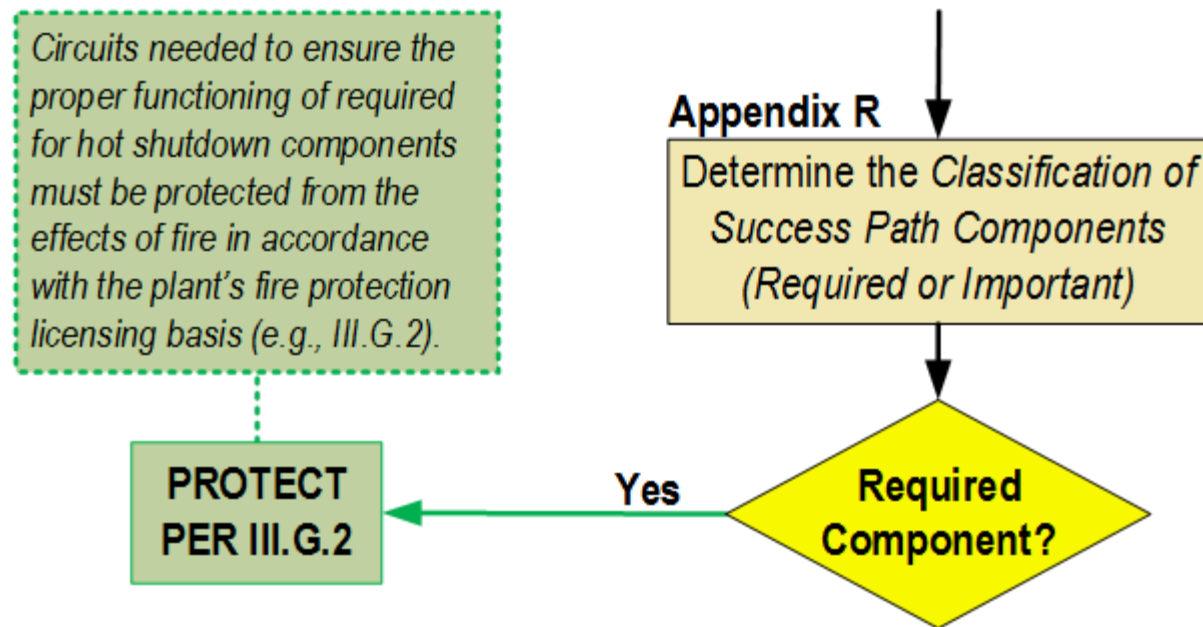 Circuits needed to ensure the
proper functioning of required
for hot shutdown components
must be protected from the
effects of fire in accordance
with the plant's fire protection
licensing basis (e.g., III.G.2).
Appendix R
Determine the Classification of
Success Path Components
(Required or Important)
Required
Component?
Yes
PROTECT
PER III.G.2